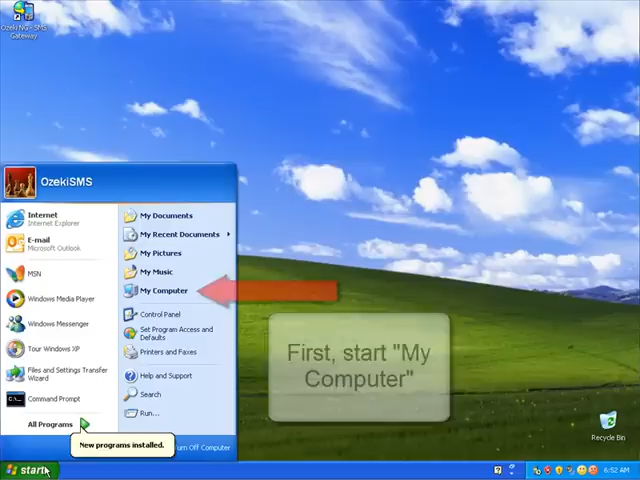 Ozeki NG - SMS
Gateway
OzekiSMS
Internet
Internet Explorer
E-mail
Microsoft Outlook
MSN
Windows Media Player
Windows Messenger
Tour Windows XP
Files and Settings Transfer
Wizard
Command Prompt
All Programs
My Documents
My Recent Documents
My Pictures
My Music
My Computer
Control Panel
Set Program Access and
Defaults
Printers and Faxes
Help and Support
Search
Run...
New programs installed.
urn Off Computer
First, start "My
Computer"
Recycle Bin
start
6:52 AM